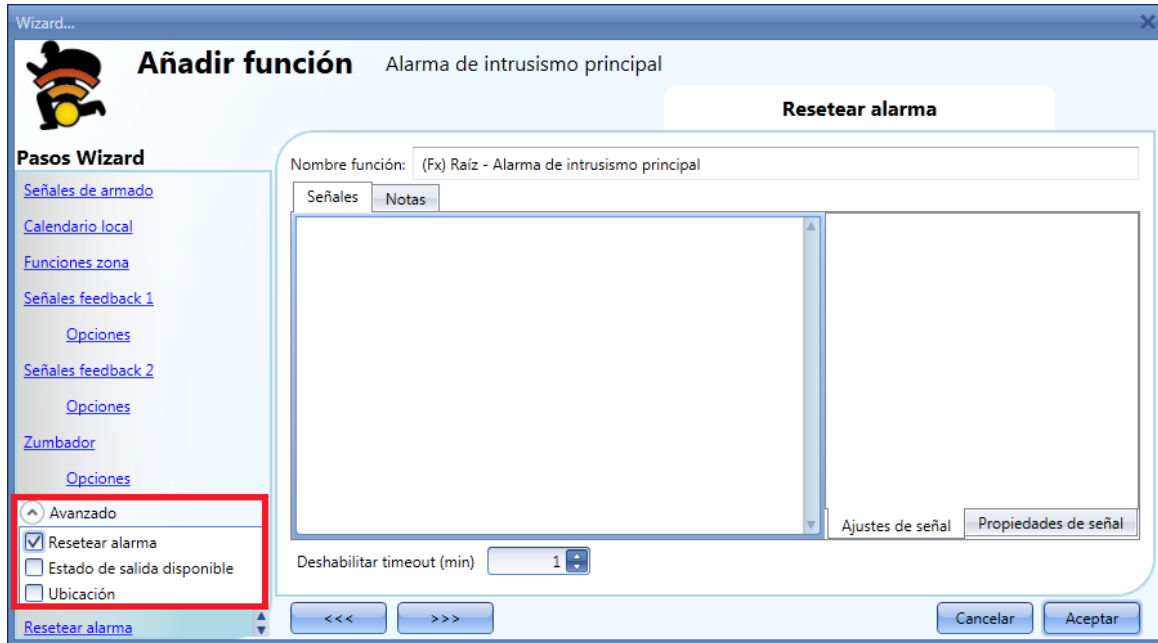 Wizard...
Añadir función Alarma de intrusismo principal
Resetear alarma
Pasos Wizard
Señales de armado
Calendario local
Funciones zona
Señales feedback 1
Opciones
Señales feedback 2
Opciones
Zumbador
Opciones
Avanzado
Resetear alarma
Estado de salida disponible
Ubicación
Resetear alarma
Nombre función: (Fx) Raíz - Alarma de intrusismo principal
Señales Notas
Ajustes de señal Propiedades de señal
Deshabilitar timeout (min) 1
<<< >>> Cancelar Aceptar